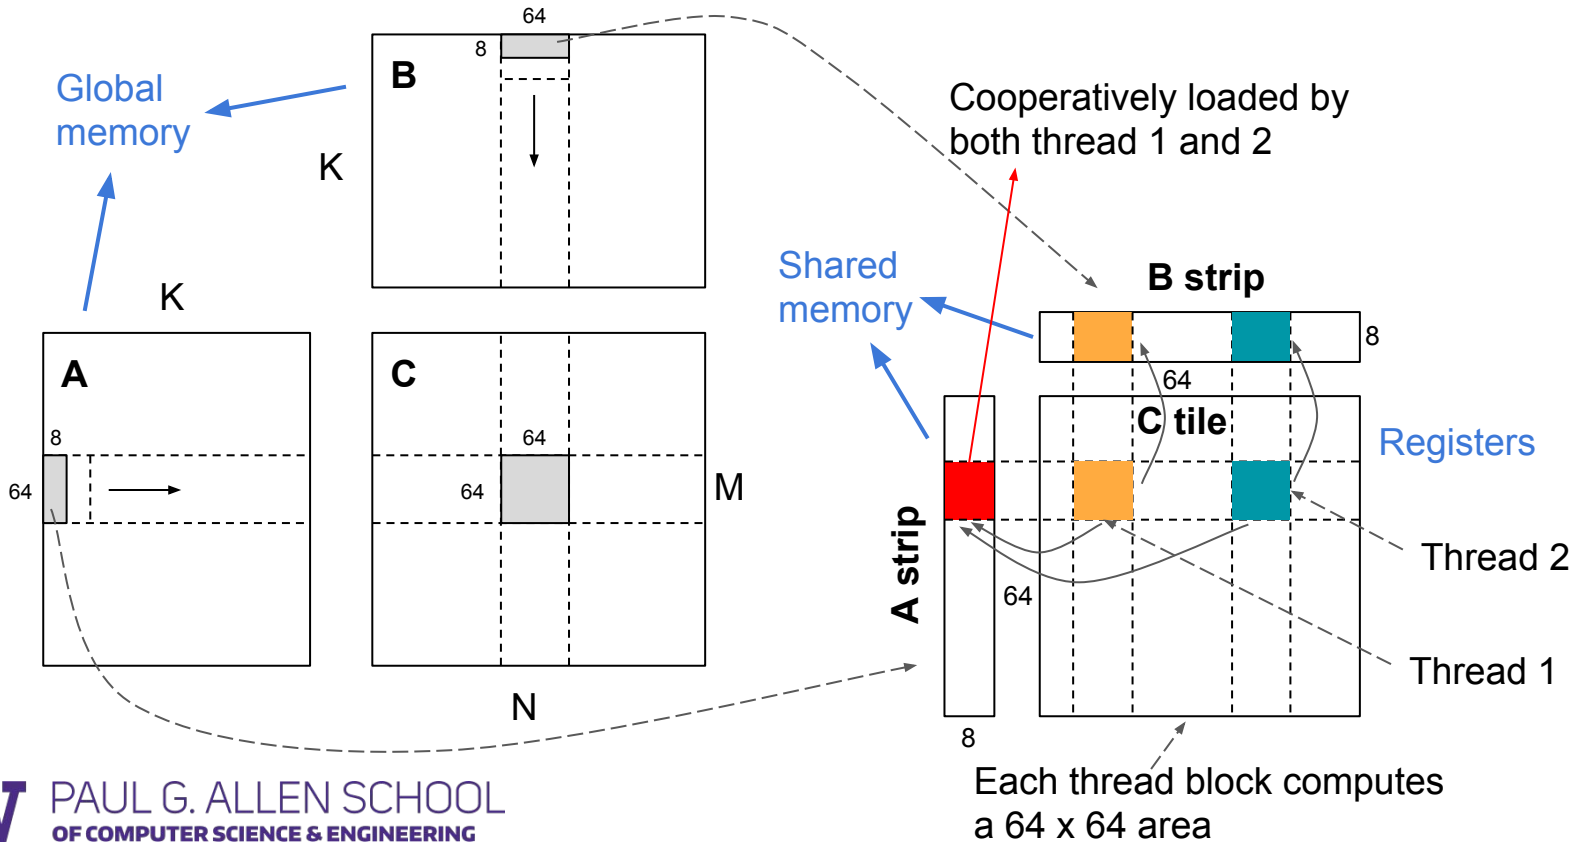 64
8
B
Global
memory
K
Cooperatively loaded by
both thread 1 and 2
Shared
memory
B strip
8
64
K
A
8
64
C
64
64
M
C tile
Registers
A strip
64
8
Thread 2
Thread 1
N
Each thread block computes
a 64 x 64 area
W
PAUL G. ALLEN SCHOOL
OF COMPUTER SCIENCE & ENGINEERING